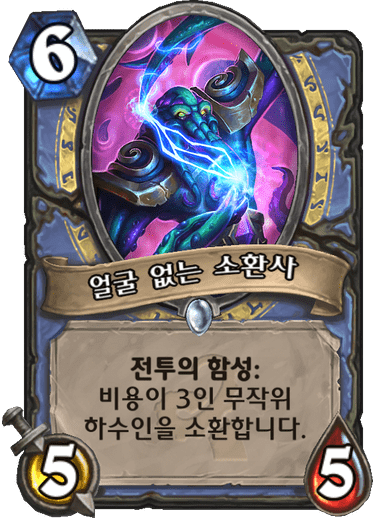 6
얼굴 없는 소환사
전투의 함성:
비용이 3인 무작위
하수인을 소환합니다.
5 5